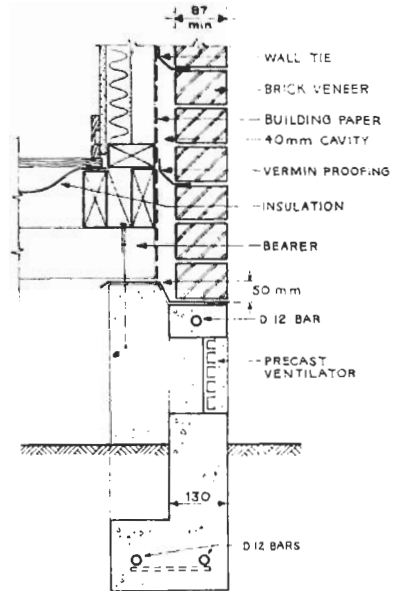 87
min
WALL TIE
BRICK VENEER
BUILDING PAPER
40mm CAVITY
VERMIN PROOFING
INSULATION
BEARER
50 mm
D 12 BAR
PRECAST
VENTILATOR
130
D 12 BARS